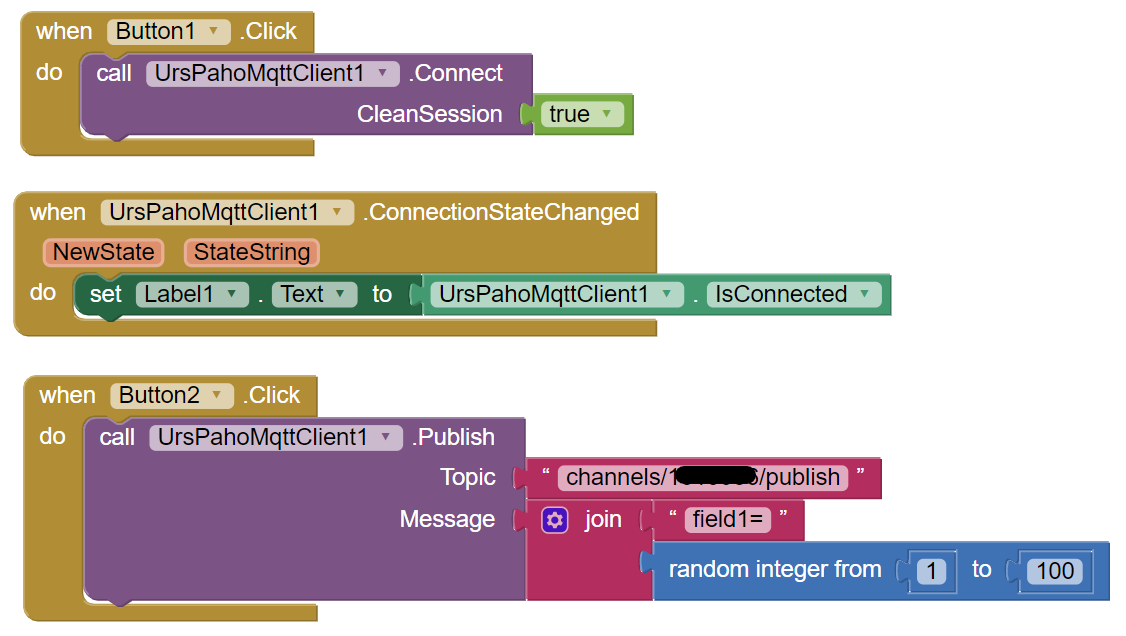 when Button1 .Click
do call UrsPahoMqttClient1 .Connect
CleanSession true
when UrsPahoMqttClient1 .ConnectionStateChanged
NewState StateString
do set Label1 . Text to UrsPahoMqttClient1 . IsConnected
when Button2 .Click
do call UrsPahoMqttClient1 .Publish
Topic “ channels/ /publish ”
Message join “ field1= ”
random integer from 1 to 100